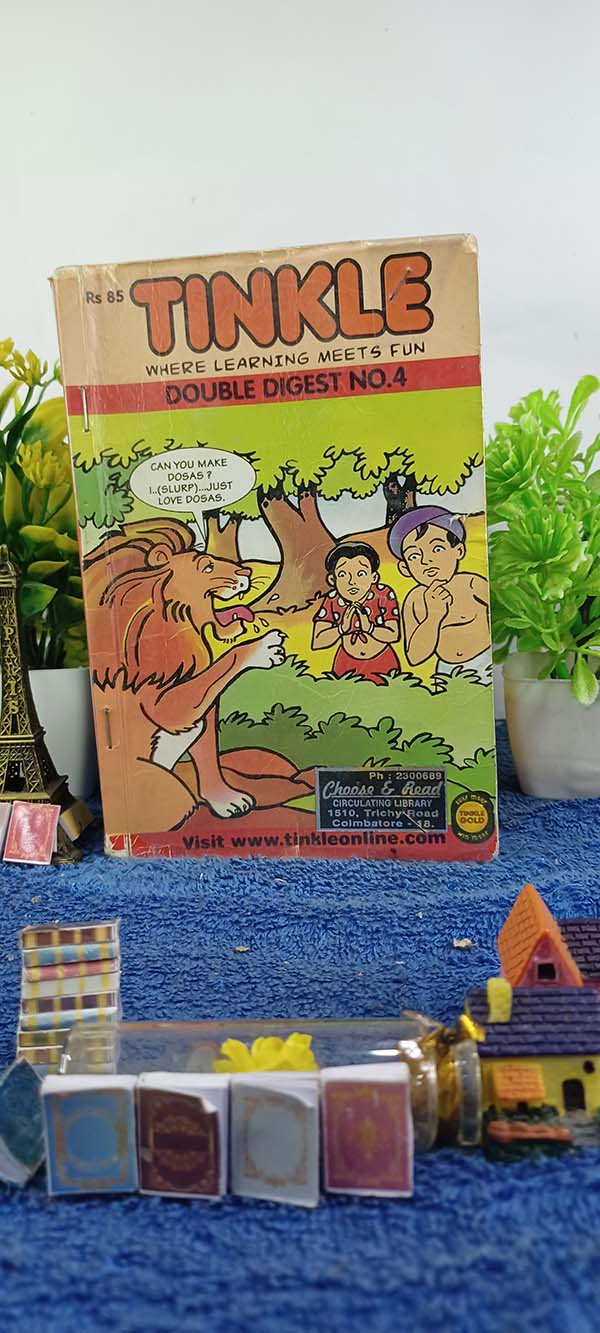 Rs 85
TINKLE
WHERE LEARNING MEETS FUN
DOUBLE DIGEST NO.4
CAN YOU MAKE
DOSAS ?
I..(SLURP)...JUST
LOVE DOSAS.
PARIS
Ph : 2300689
Choose & Read
CIRCULATING LIBRARY
1510, Trichy Road
Coimbatore - 18.
TINKLE
GOLD
Visit www.tinkleonline.com